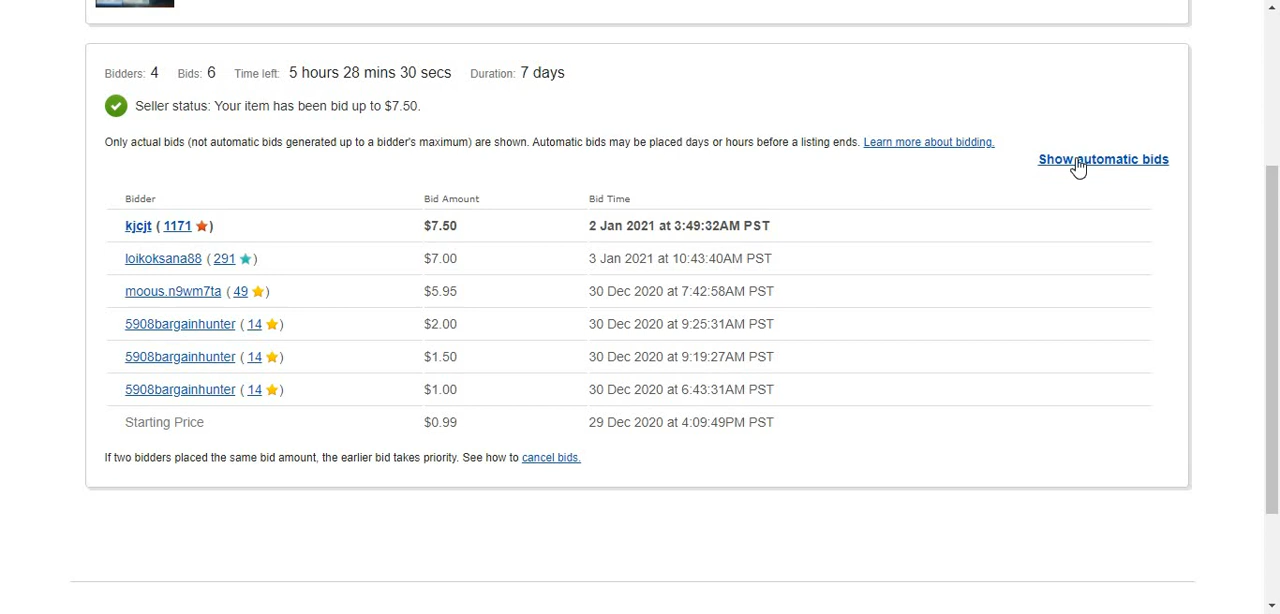 Bidders: 4 Bids: 6 Time left: 5 hours 28 mins 30 secs Duration: 7 days
Seller status: Your item has been bid up to $7.50.
Only actual bids (not automatic bids generated up to a bidder's maximum) are shown. Automatic bids may be placed days or hours before a listing ends. Learn more about bidding.
Show automatic bids
Bidder Bid Amount Bid Time
kjcjt ( 1171 ) $7.50 2 Jan 2021 at 3:49:32AM PST
loikoksana88 ( 291 ) $7.00 3 Jan 2021 at 10:43:40AM PST
moous.n9wm7ta ( 49 ) $5.95 30 Dec 2020 at 7:42:58AM PST
5908bargainhunter ( 14 ) $2.00 30 Dec 2020 at 9:25:31AM PST
5908bargainhunter ( 14 ) $1.50 30 Dec 2020 at 9:19:27AM PST
5908bargainhunter ( 14 ) $1.00 30 Dec 2020 at 6:43:31AM PST
Starting Price $0.99 29 Dec 2020 at 4:09:49PM PST
If two bidders placed the same bid amount, the earlier bid takes priority. See how to cancel bids.